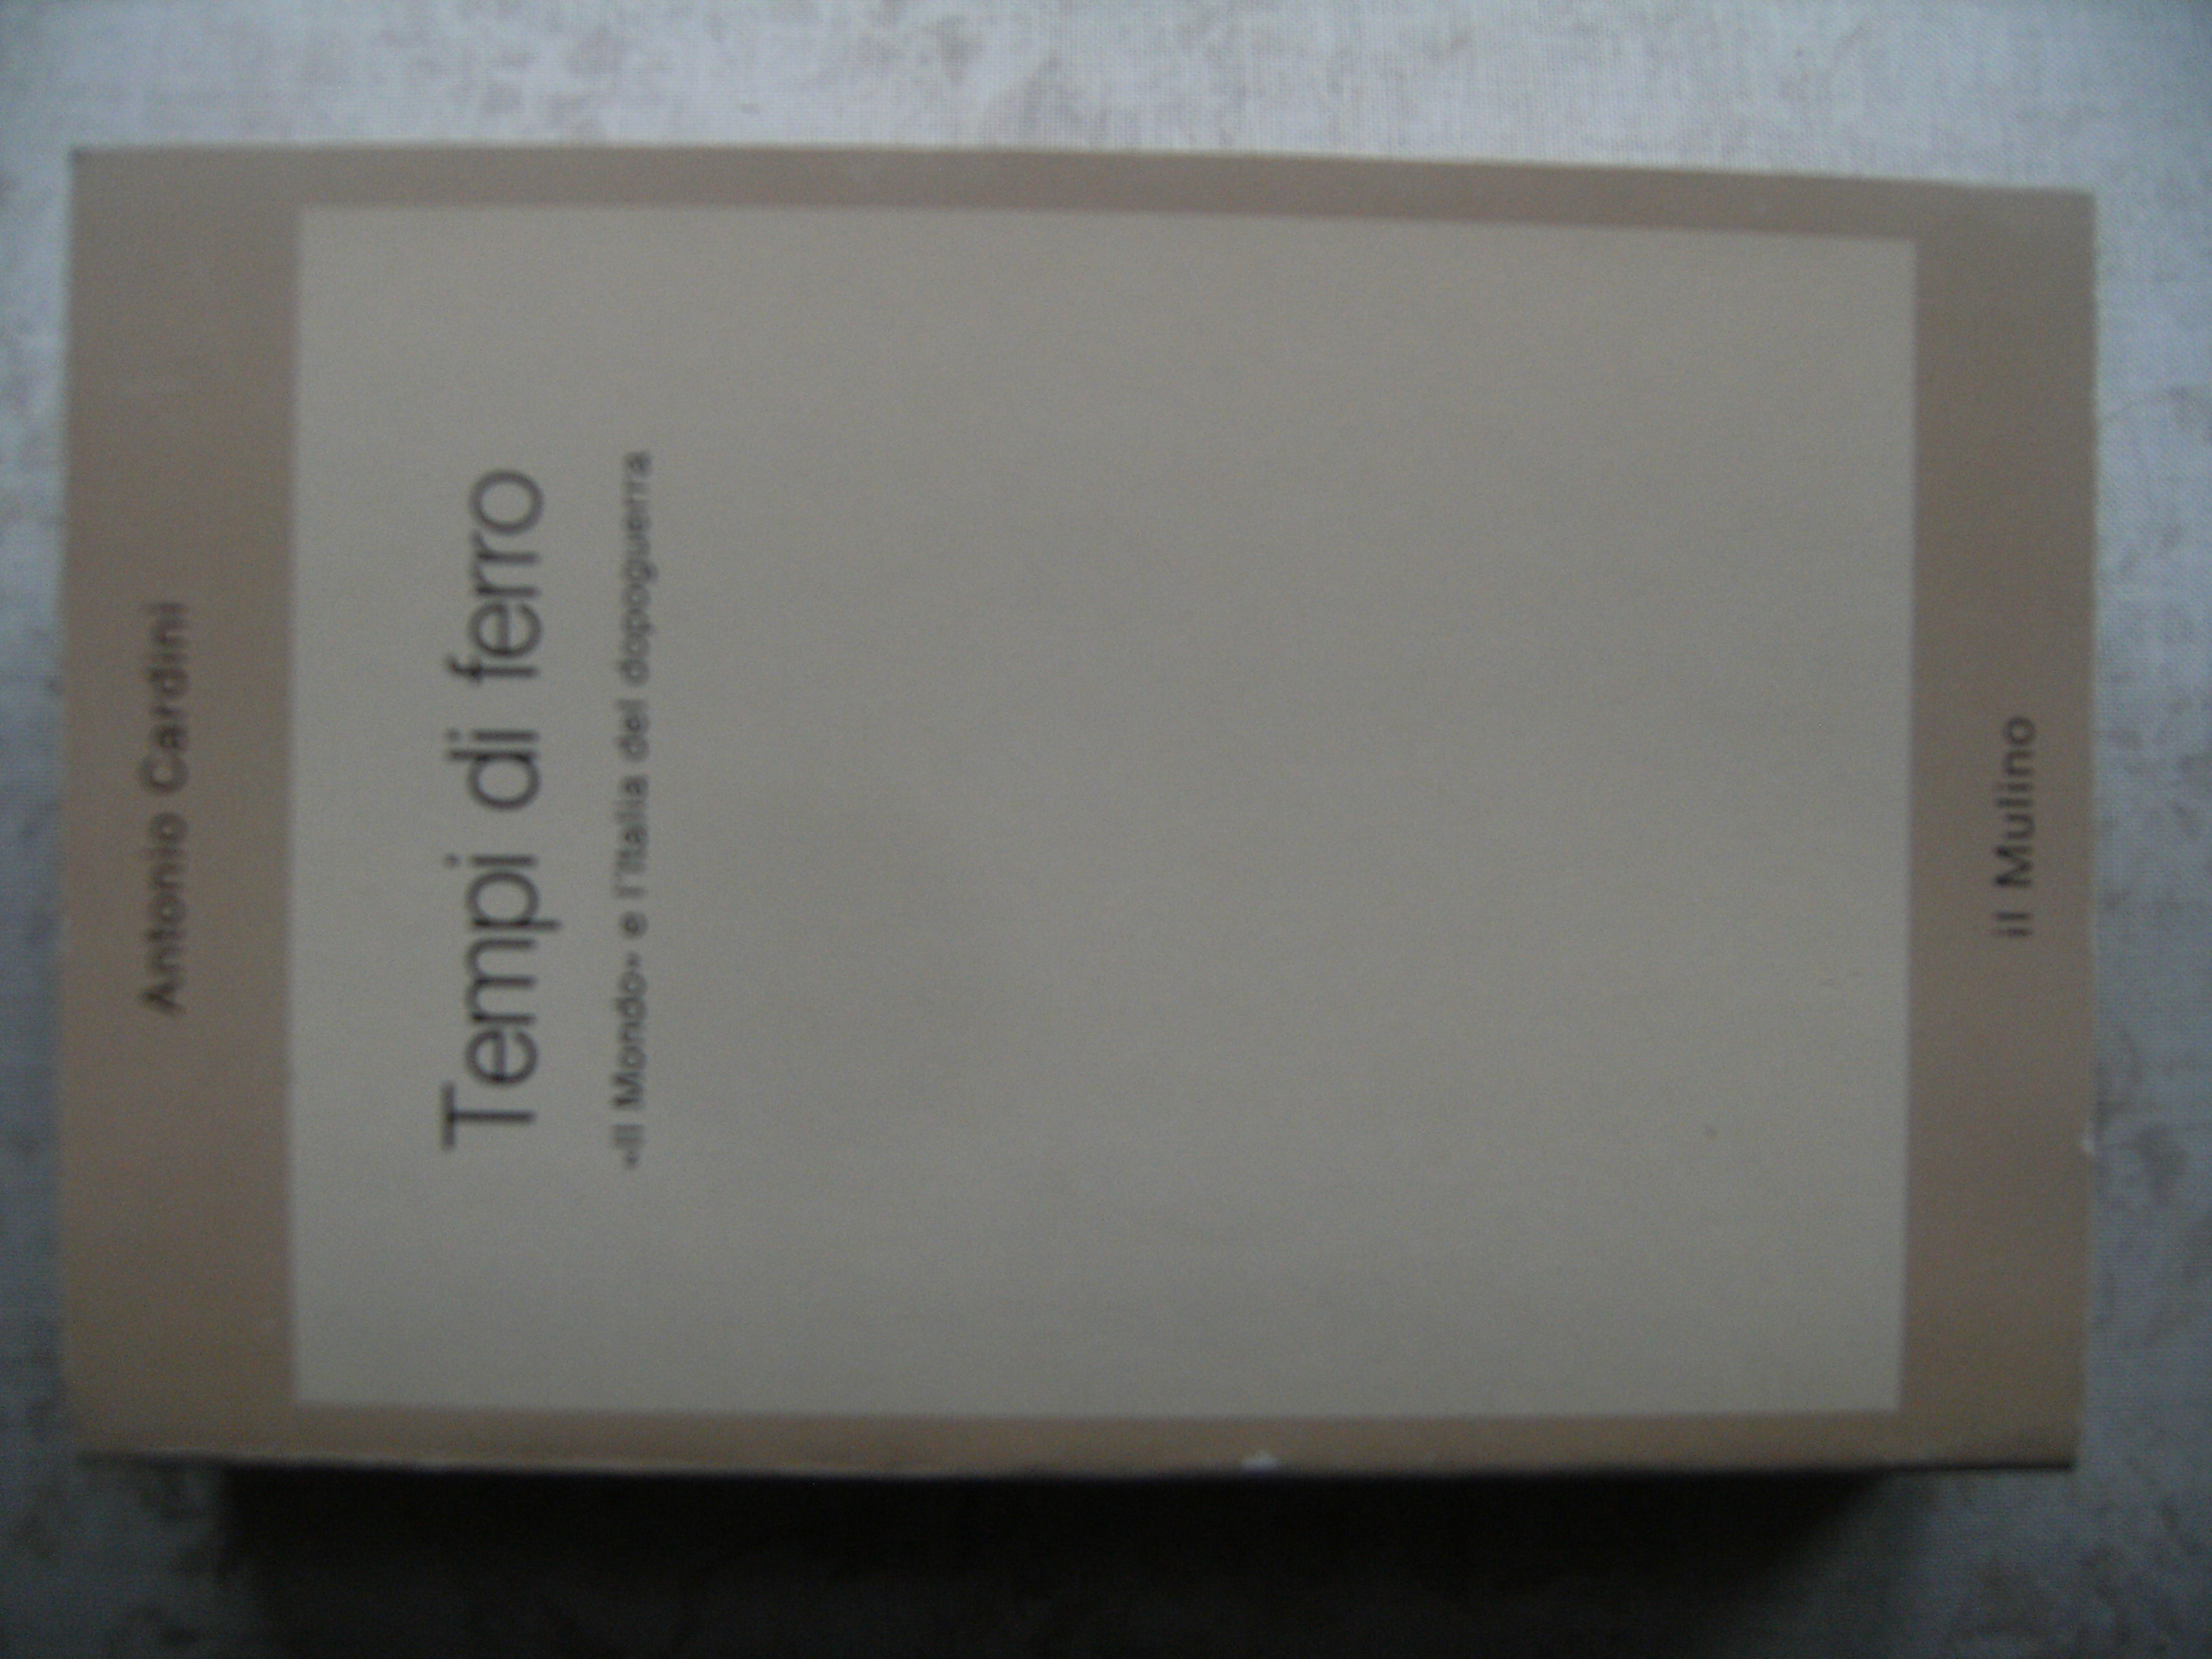 Antonio Cardini
Tempi di ferro
«Il Mondo» e l'Italia del dopoguerra
il Mulino